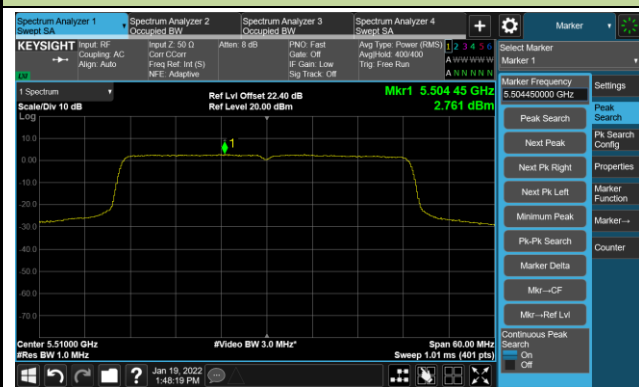 Spectrum Analyzer 1
Swept SA
Spectrum Analyzer 2
Occupied BW
Spectrum Analyzer 3
Occupied BW
Spectrum Analyzer 4
Swept SA
+
Marker
KEYSIGHT
Input: RF
Coupling: AC
Align: Auto
Input Z: 50 Ω
Corr CCorr
Freq Ref: Int (S)
NFE: Adaptive
Atten: 8 dB
PNO: Fast
Gate: Off
IF Gain: Low
Sig Track: Off
Avg Type: Power (RMS)
Avg|Hold: 400/400
Trig: Free Run
1 2 3 4 5 6
A W W W W W
A N N N N N
LVI
Select Marker
Marker 1
1 Spectrum
Scale/Div 10 dB
Log
Ref Lvl Offset 22.40 dB
Ref Level 20.00 dBm
Mkr1 5.504 45 GHz
2.761 dBm
1
10.0
0.00
-10.0
-20.0
-30.0
-40.0
-50.0
-60.0
-70.0
Center 5.51000 GHz
#Res BW 1.0 MHz
#Video BW 3.0 MHz*
Span 60.00 MHz
Sweep 1.01 ms (401 pts)
Marker Frequency
5.504450000 GHz
Peak Search
Next Peak
Next Pk Right
Next Pk Left
Minimum Peak
Pk-Pk Search
Marker Delta
Mkr→CF
Mkr→Ref Lvl
Continuous Peak
Search
On
Off
Settings
Peak
Search
Pk Search
Config
Properties
Marker
Function
Marker→
Counter
?
Jan 19, 2022
1:48:19 PM